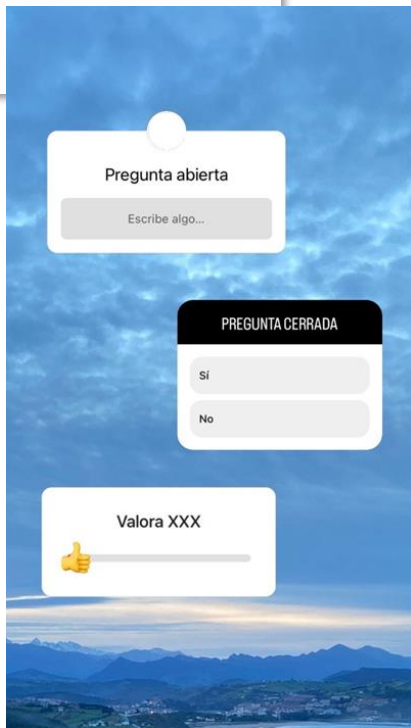 Pregunta abierta
Escribe algo...
PREGUNTA CERRADA
Sí
No
Valora XXX